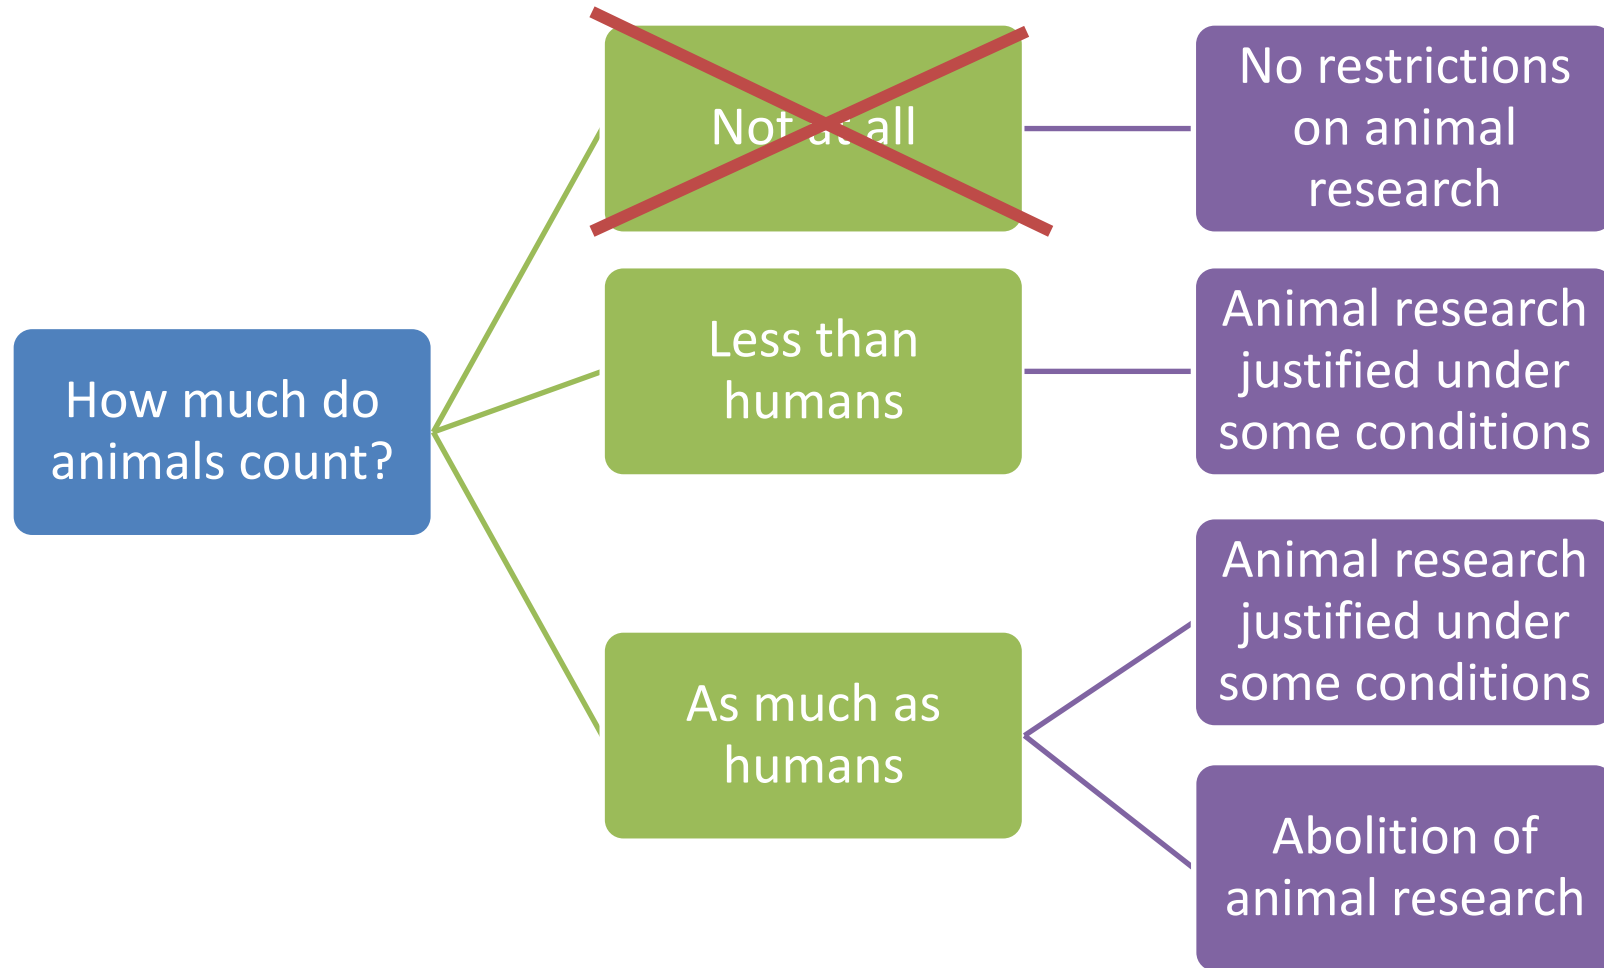 How much do
animals count?
Not at all
No restrictions
on animal
research
Less than
humans
Animal research
justified under
some conditions
As much as
humans
Animal research
justified under
some conditions
Abolition of
animal research